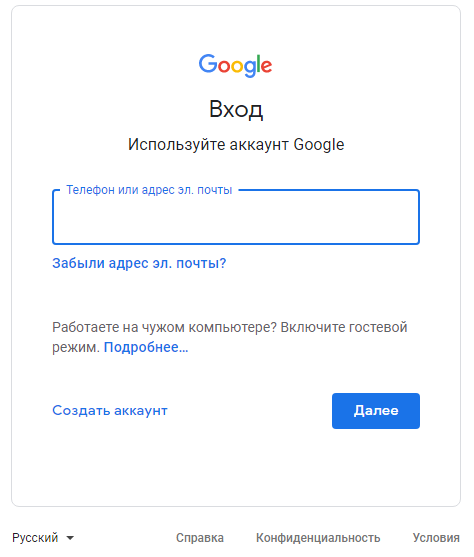 Google
Вход
Используйте аккаунт Google
Телефон или адрес эл. почты
Забыли адрес эл. почты?
Работаете на чужом компьютере? Включите гостевой
режим. Подробнее…
Создать аккаунт Далее
Русский Справка Конфиденциальность Условия